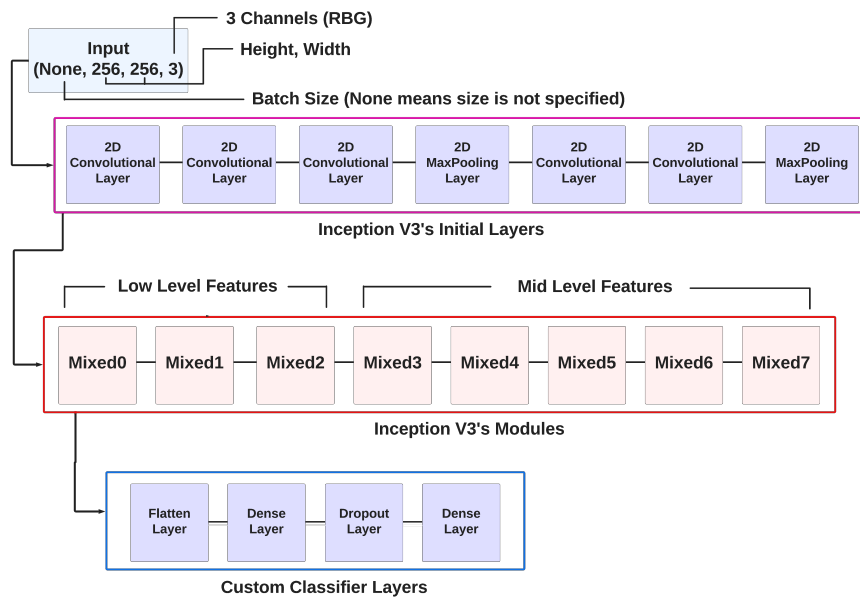 3 Channels (RBG)
Input
Height, Width
(None, 256, 256, 3)
Batch Size (None means size is not specified)
2D Convolutional Layer
2D Convolutional Layer
2D Convolutional Layer
2D MaxPooling Layer
2D Convolutional Layer
2D Convolutional Layer
2D MaxPooling Layer
Inception V3's Initial Layers
Low Level Features
Mid Level Features
Mixed0
Mixed1
Mixed2
Mixed3
Mixed4
Mixed5
Mixed6
Mixed7
Inception V3's Modules
Flatten Layer
Dense Layer
Dropout Layer
Dense Layer
Custom Classifier Layers